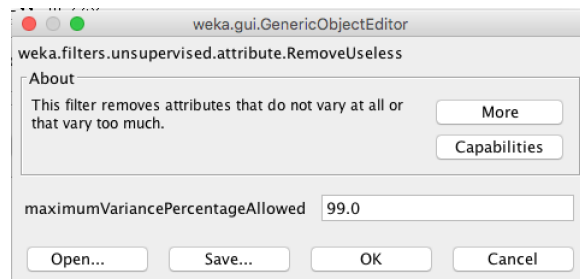 weka.gui.GenericObjectEditor
weka.filters.unsupervised.attribute.RemoveUseless
About
This filter removes attributes that do not vary at all or
that vary too much.
More
Capabilities
maximumVariancePercentageAllowed 99.0
Open... Save... OK Cancel